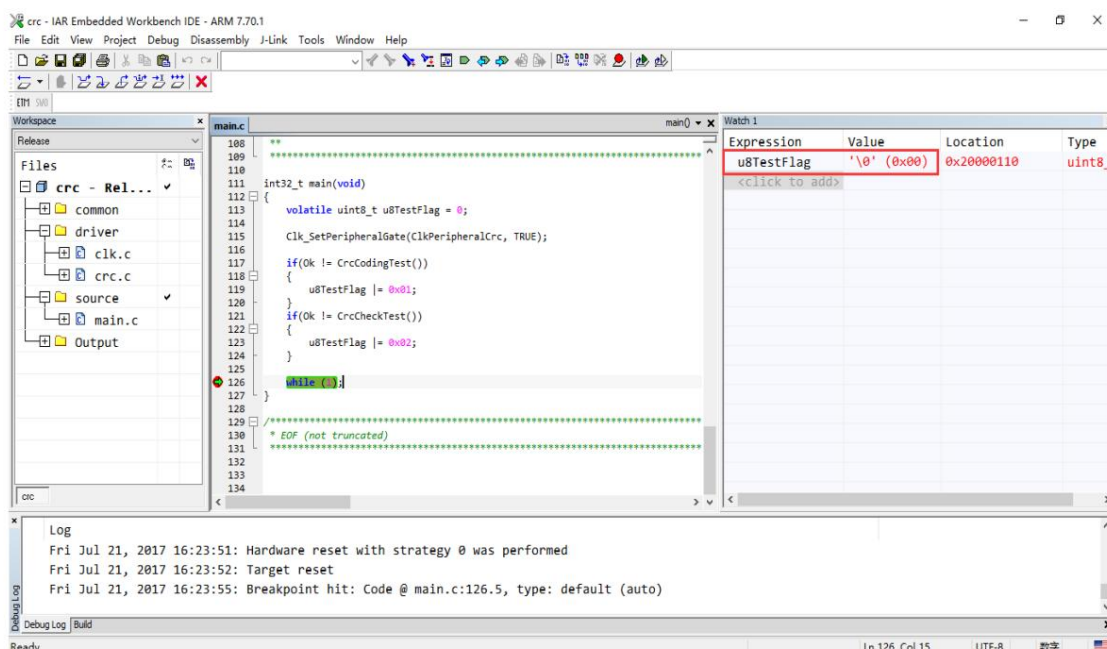 crc - IAR Embedded Workbench IDE - ARM 7.70.1
File Edit View Project Debug Disassembly J-Link Tools Window Help
ETM SWO
Workspace
Release
Files
crc - Rel...
common
driver
clk.c
crc.c
source
main.c
Output
crc
main.c
main()
108 **
109 ******************************************************************************
110
111 int32_t main(void)
112 {
113 volatile uint8_t u8TestFlag = 0;
114
115 Clk_SetPeripheralGate(ClkPeripheralCrc, TRUE);
116
117 if(Ok != CrcCodingTest())
118 {
119 u8TestFlag |= 0x01;
120 }
121 if(Ok != CrcCheckTest())
122 {
123 u8TestFlag |= 0x02;
124 }
125
126 while (1);
127 }
128
129 /******************************************************************************
130 * EOF (not truncated)
131 ******************************************************************************
132
133
134
Watch 1
Expression Value Location Type
u8TestFlag '\0' (0x00) 0x20000110 uint8_
<click to add>
Log
Fri Jul 21, 2017 16:23:51: Hardware reset with strategy 0 was performed
Fri Jul 21, 2017 16:23:52: Target reset
Fri Jul 21, 2017 16:23:55: Breakpoint hit: Code @ main.c:126.5, type: default (auto)
Debug Log
Debug Log Build
Ready Ln 126, Col 15 UTF-8 数字